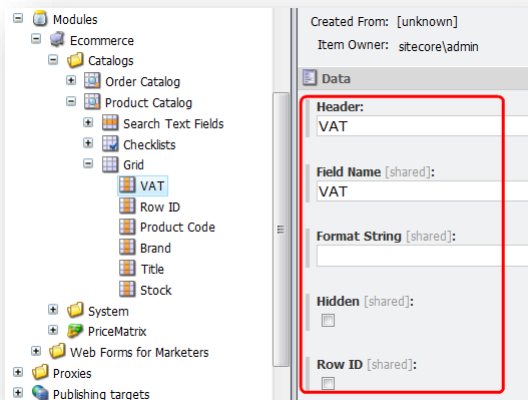 Modules
Ecommerce
Catalogs
Order Catalog
Product Catalog
Search Text Fields
Checklists
Grid
VAT
Row ID
Product Code
Brand
Title
Stock
System
PriceMatrix
Web Forms for Marketers
Proxies
Publishing targets
Created From: [unknown]
Item Owner: sitecore\admin
Data
Header:
VAT
Field Name [shared]:
VAT
Format String [shared]:
Hidden [shared]:
Row ID [shared]: